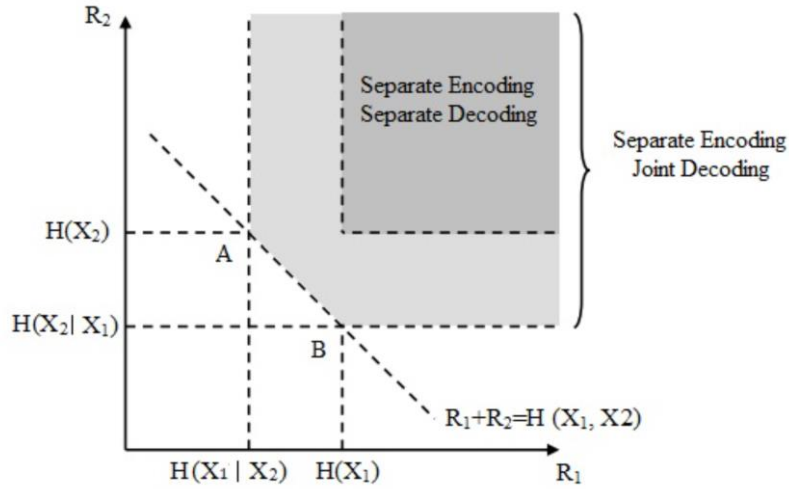 R₂
Separate Encoding
Separate Decoding
Separate Encoding
Joint Decoding
H(X₂)
A
H(X₂| X₁)
B
R₁+R₂=H (X₁, X2)
H(X₁ | X₂)
H(X₁)
R₁